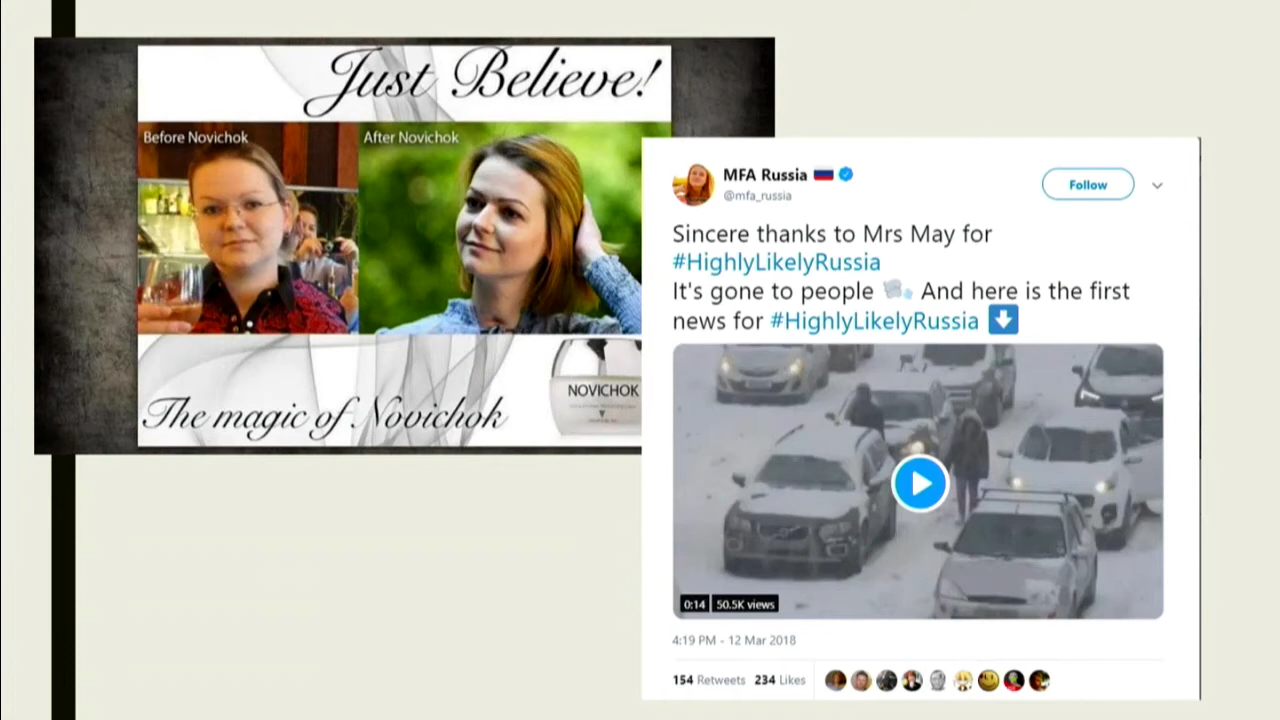 Just Believe!
Before Novichok
After Novichok
The magic of Novichok
NOVICHOK
MFA Russia
@mfa_russia
Follow
Sincere thanks to Mrs May for
#HighlyLikelyRussia
It's gone to people And here is the first
news for #HighlyLikelyRussia
0:14 50.5K views
4:19 PM - 12 Mar 2018
154 Retweets 234 Likes